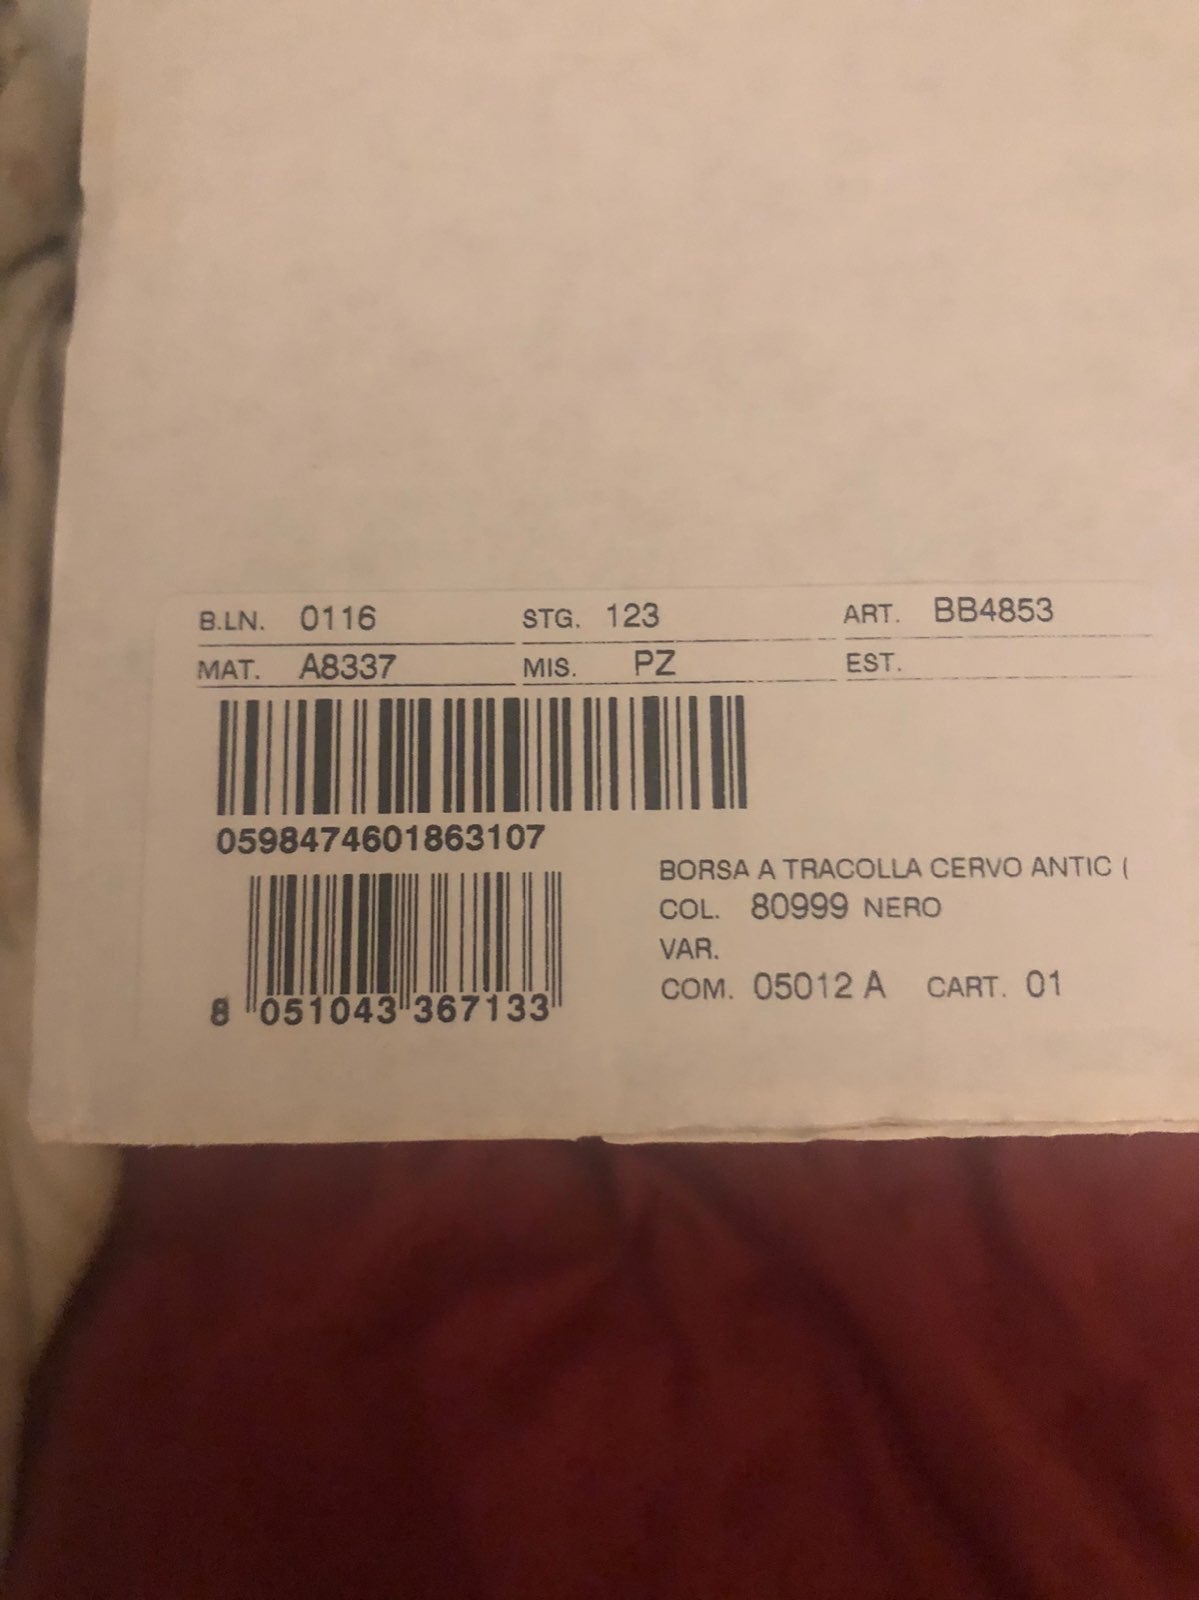 B.LN. 0116 STG. 123 ART. BB4853
MAT. A8337 MIS. PZ EST.
0598474601863107
BORSA A TRACOLLA CERVO ANTIC (
COL. 80999 NERO
VAR.
COM. 05012 A CART. 01
8 051043 367133